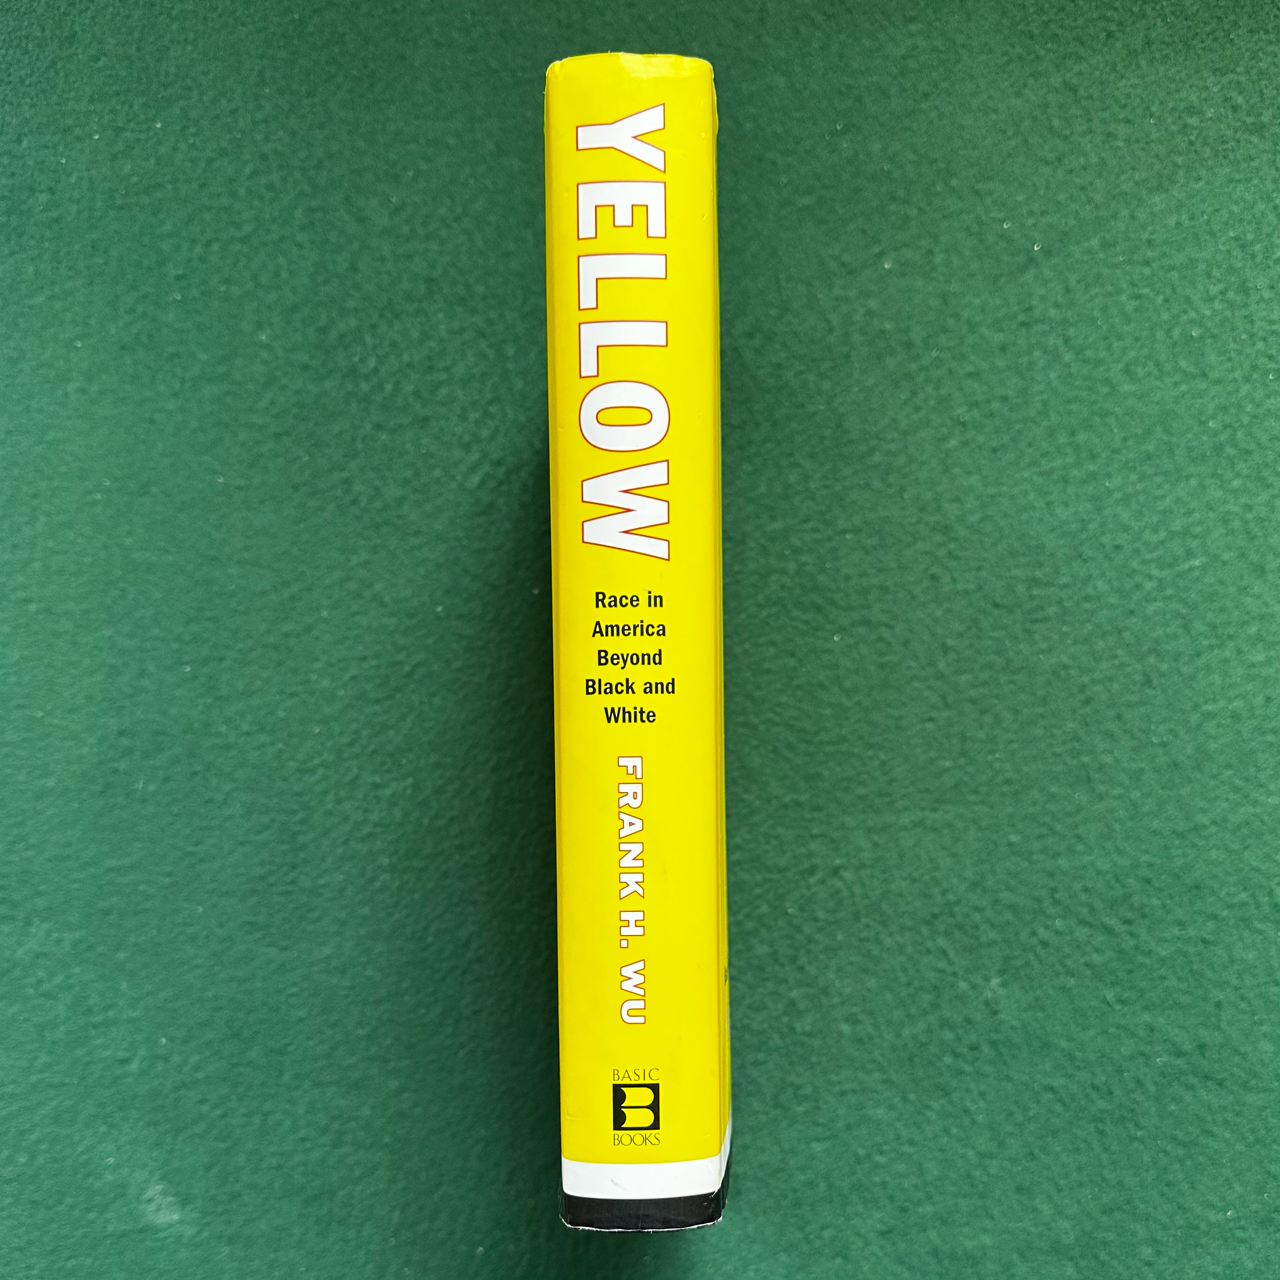 YELLOW
Race in
America
Beyond
Black and
White
FRANK H. WU
BASIC
B
BOOKS